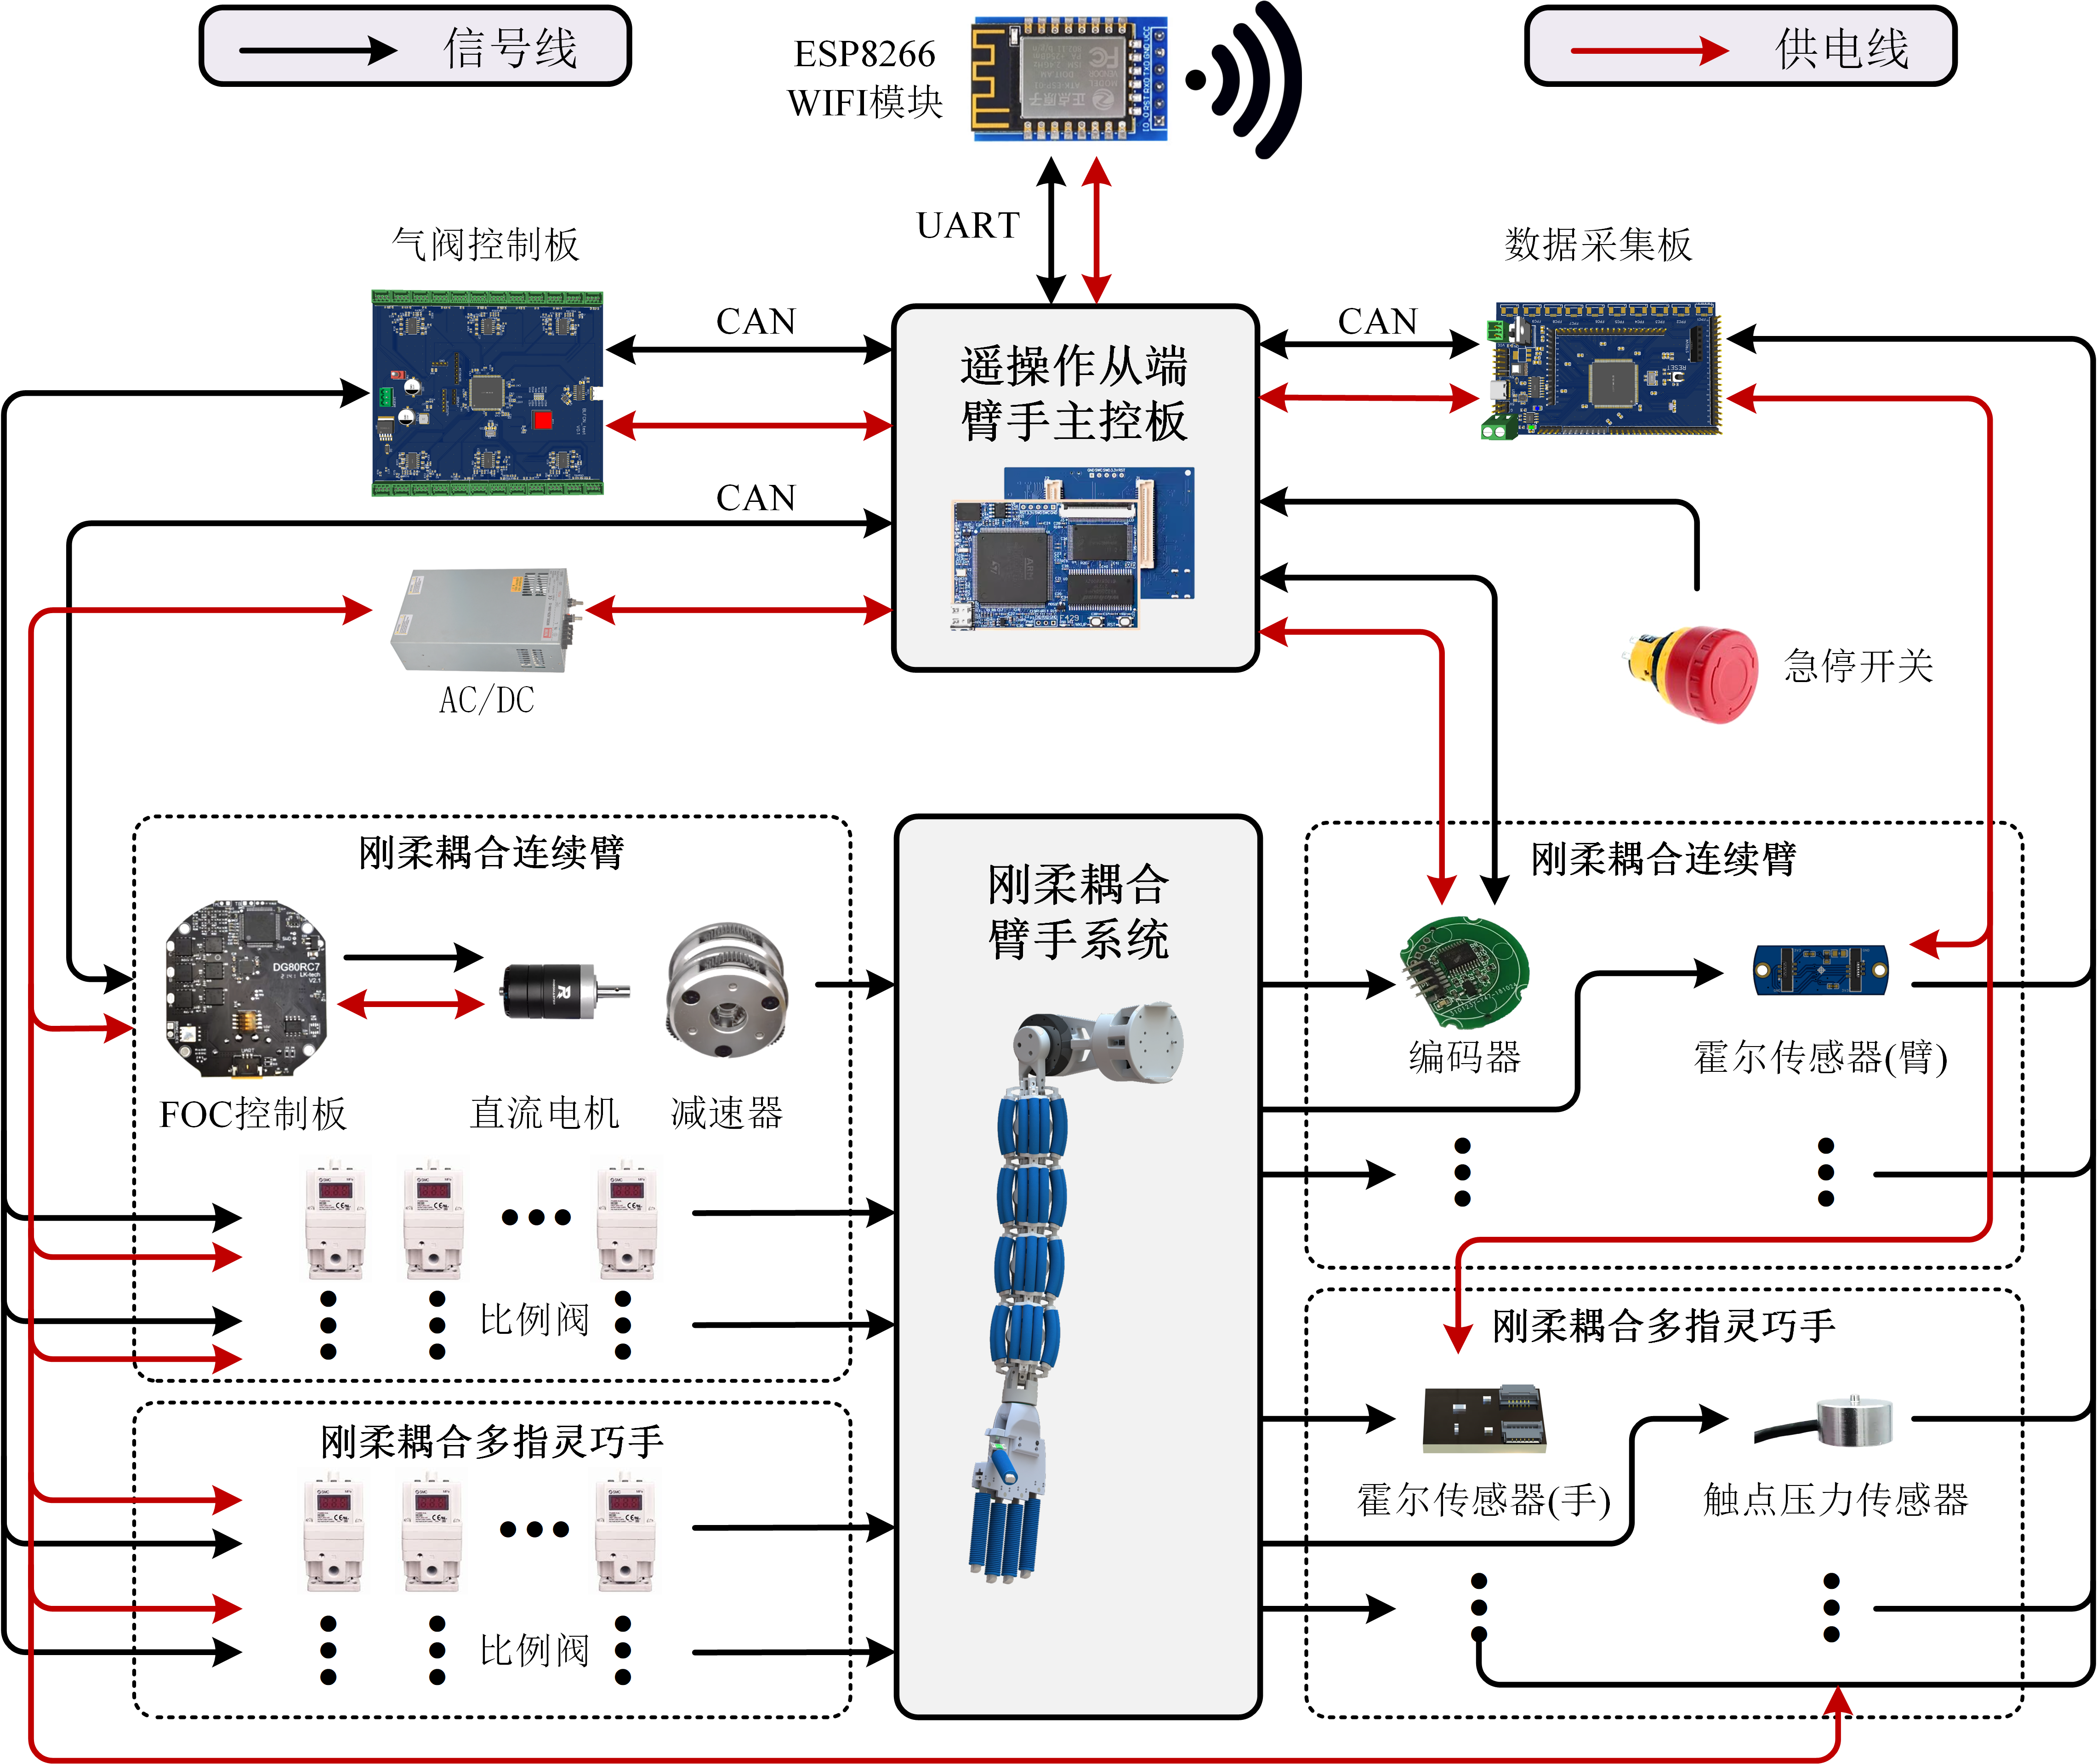 信号线
ESP8266
WIFI模块
供电线
UART
气阀控制板
数据采集板
CAN
CAN
遥操作从端
臂手主控板
CAN
RESET
AC/DC
急停开关
刚柔耦合连续臂
刚柔耦合
臂手系统
刚柔耦合连续臂
DG80RC7
LK-tech
V2.1
FOC控制板
直流电机
减速器
编码器
霍尔传感器(臂)
比例阀
刚柔耦合多指灵巧手
刚柔耦合多指灵巧手
霍尔传感器(手)
触点压力传感器
比例阀